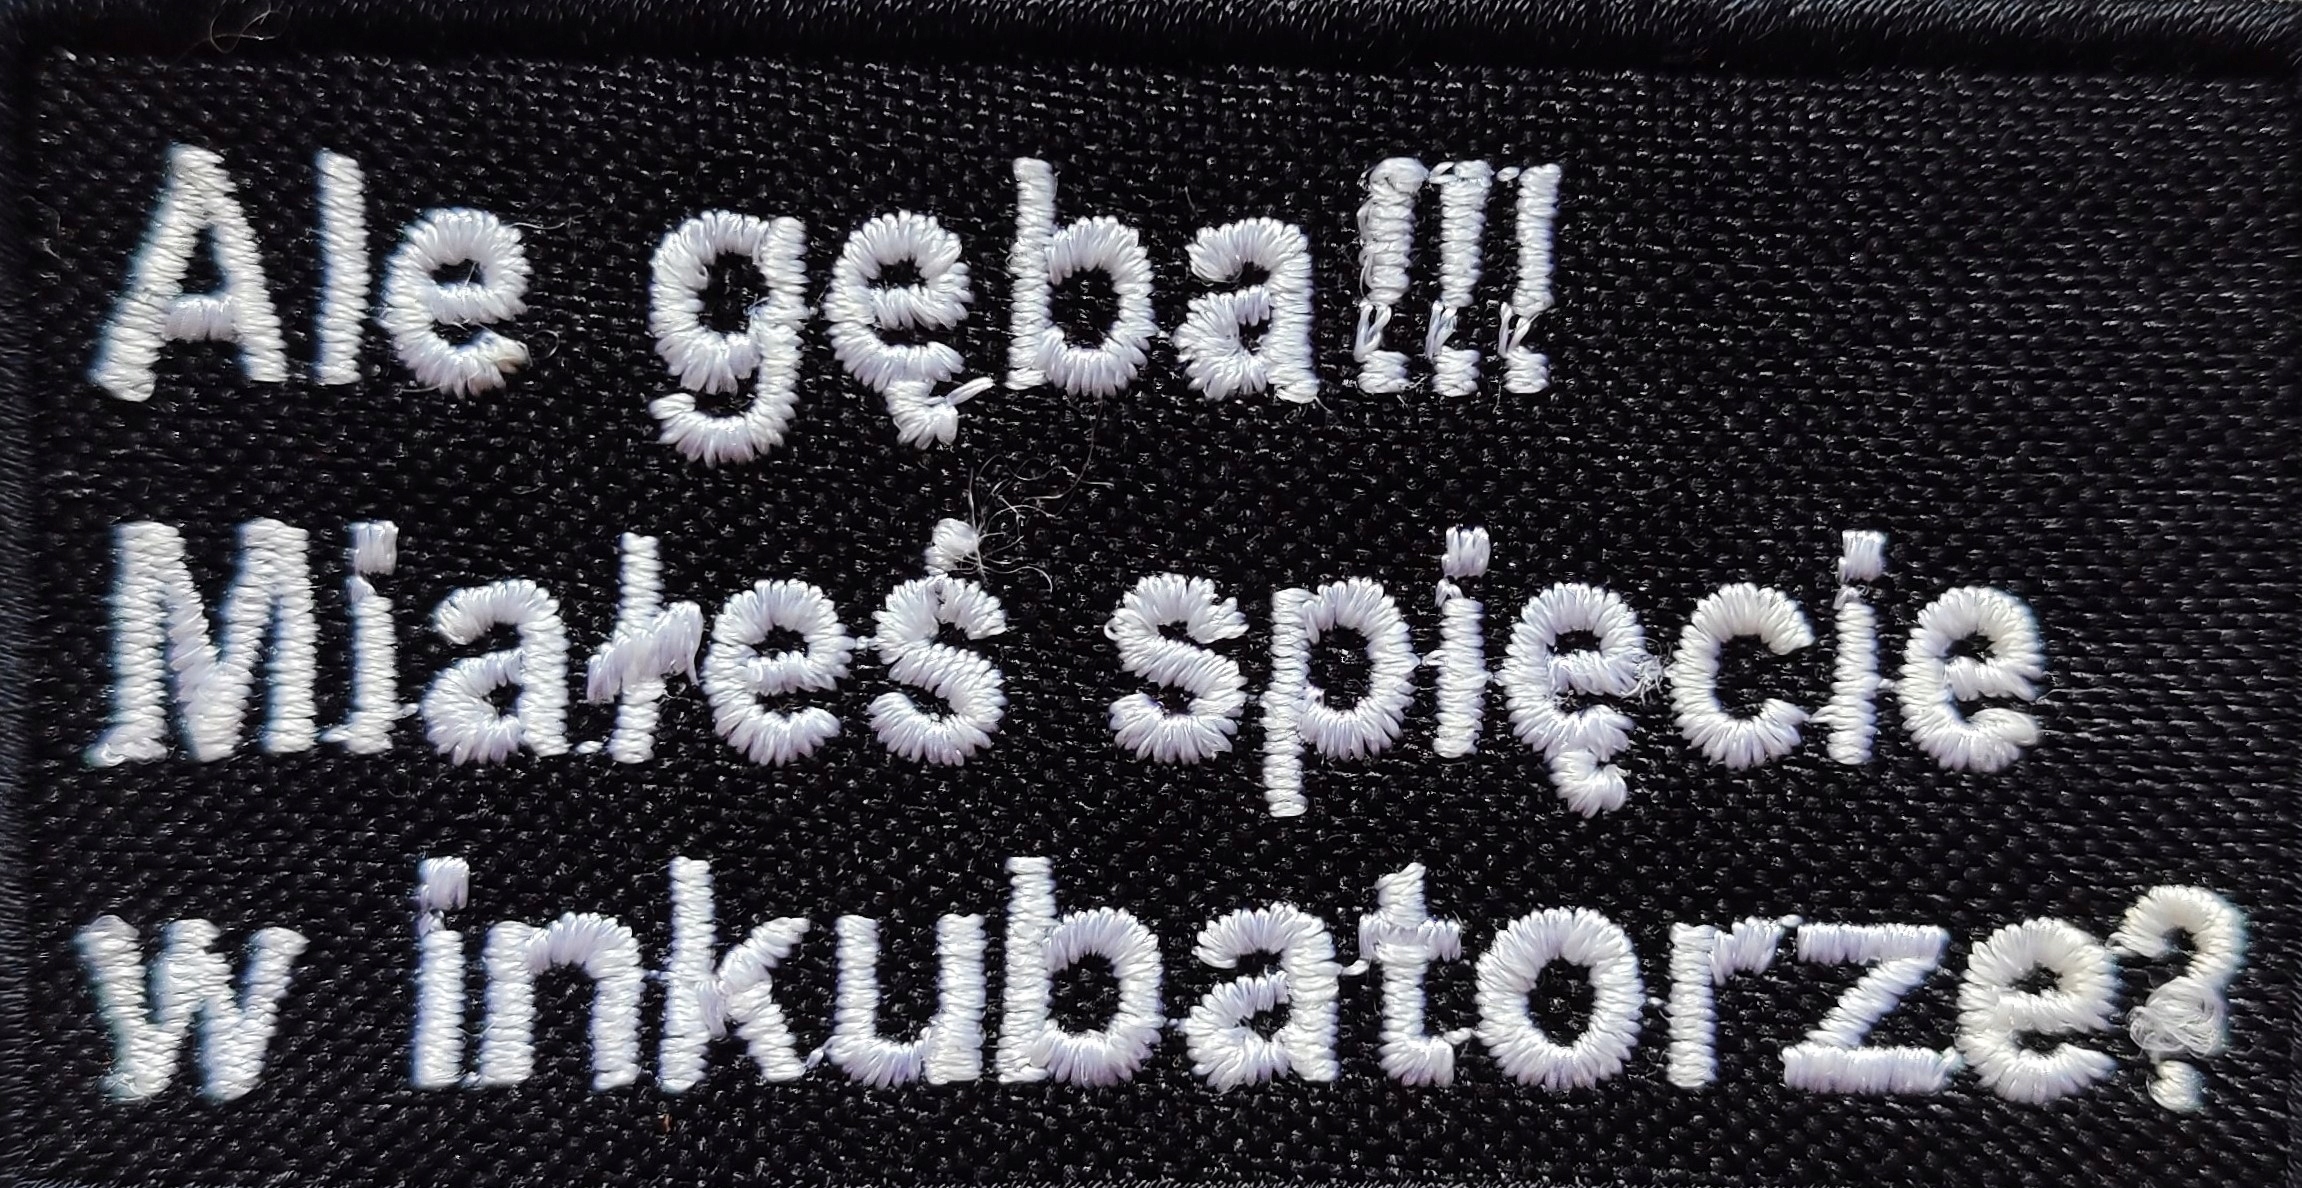 Ale gęba!!!
Miałeś spięcie
w inkubatorze?